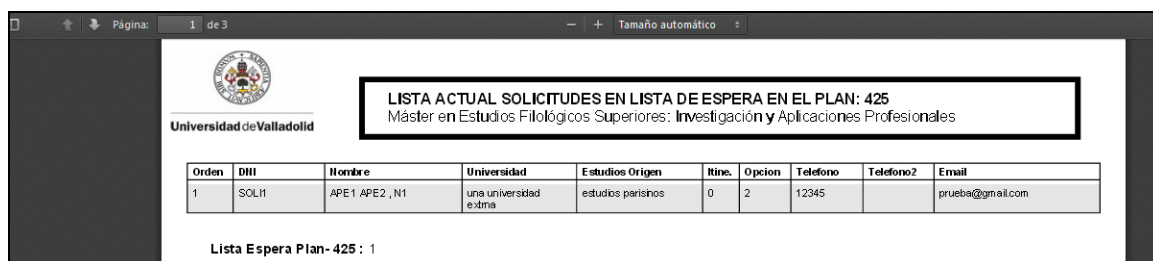 Página: 1 de 3 Tamaño automático
LISTA ACTUAL SOLICITUDES EN LISTA DE ESPERA EN EL PLAN: 425
Máster en Estudios Filológicos Superiores: Investigación y Aplicaciones Profesionales
Universidad de Valladolid
Orden DNI Nombre Universidad Estudios Origen Itine. Opcion Telefono Telefono2 Email
1 SOLI1 APE1 APE2 , N1 una universidad estudios parisinos 0 2 12345 prueba@gmail.com
extrna
Lista Espera Plan- 425 : 1